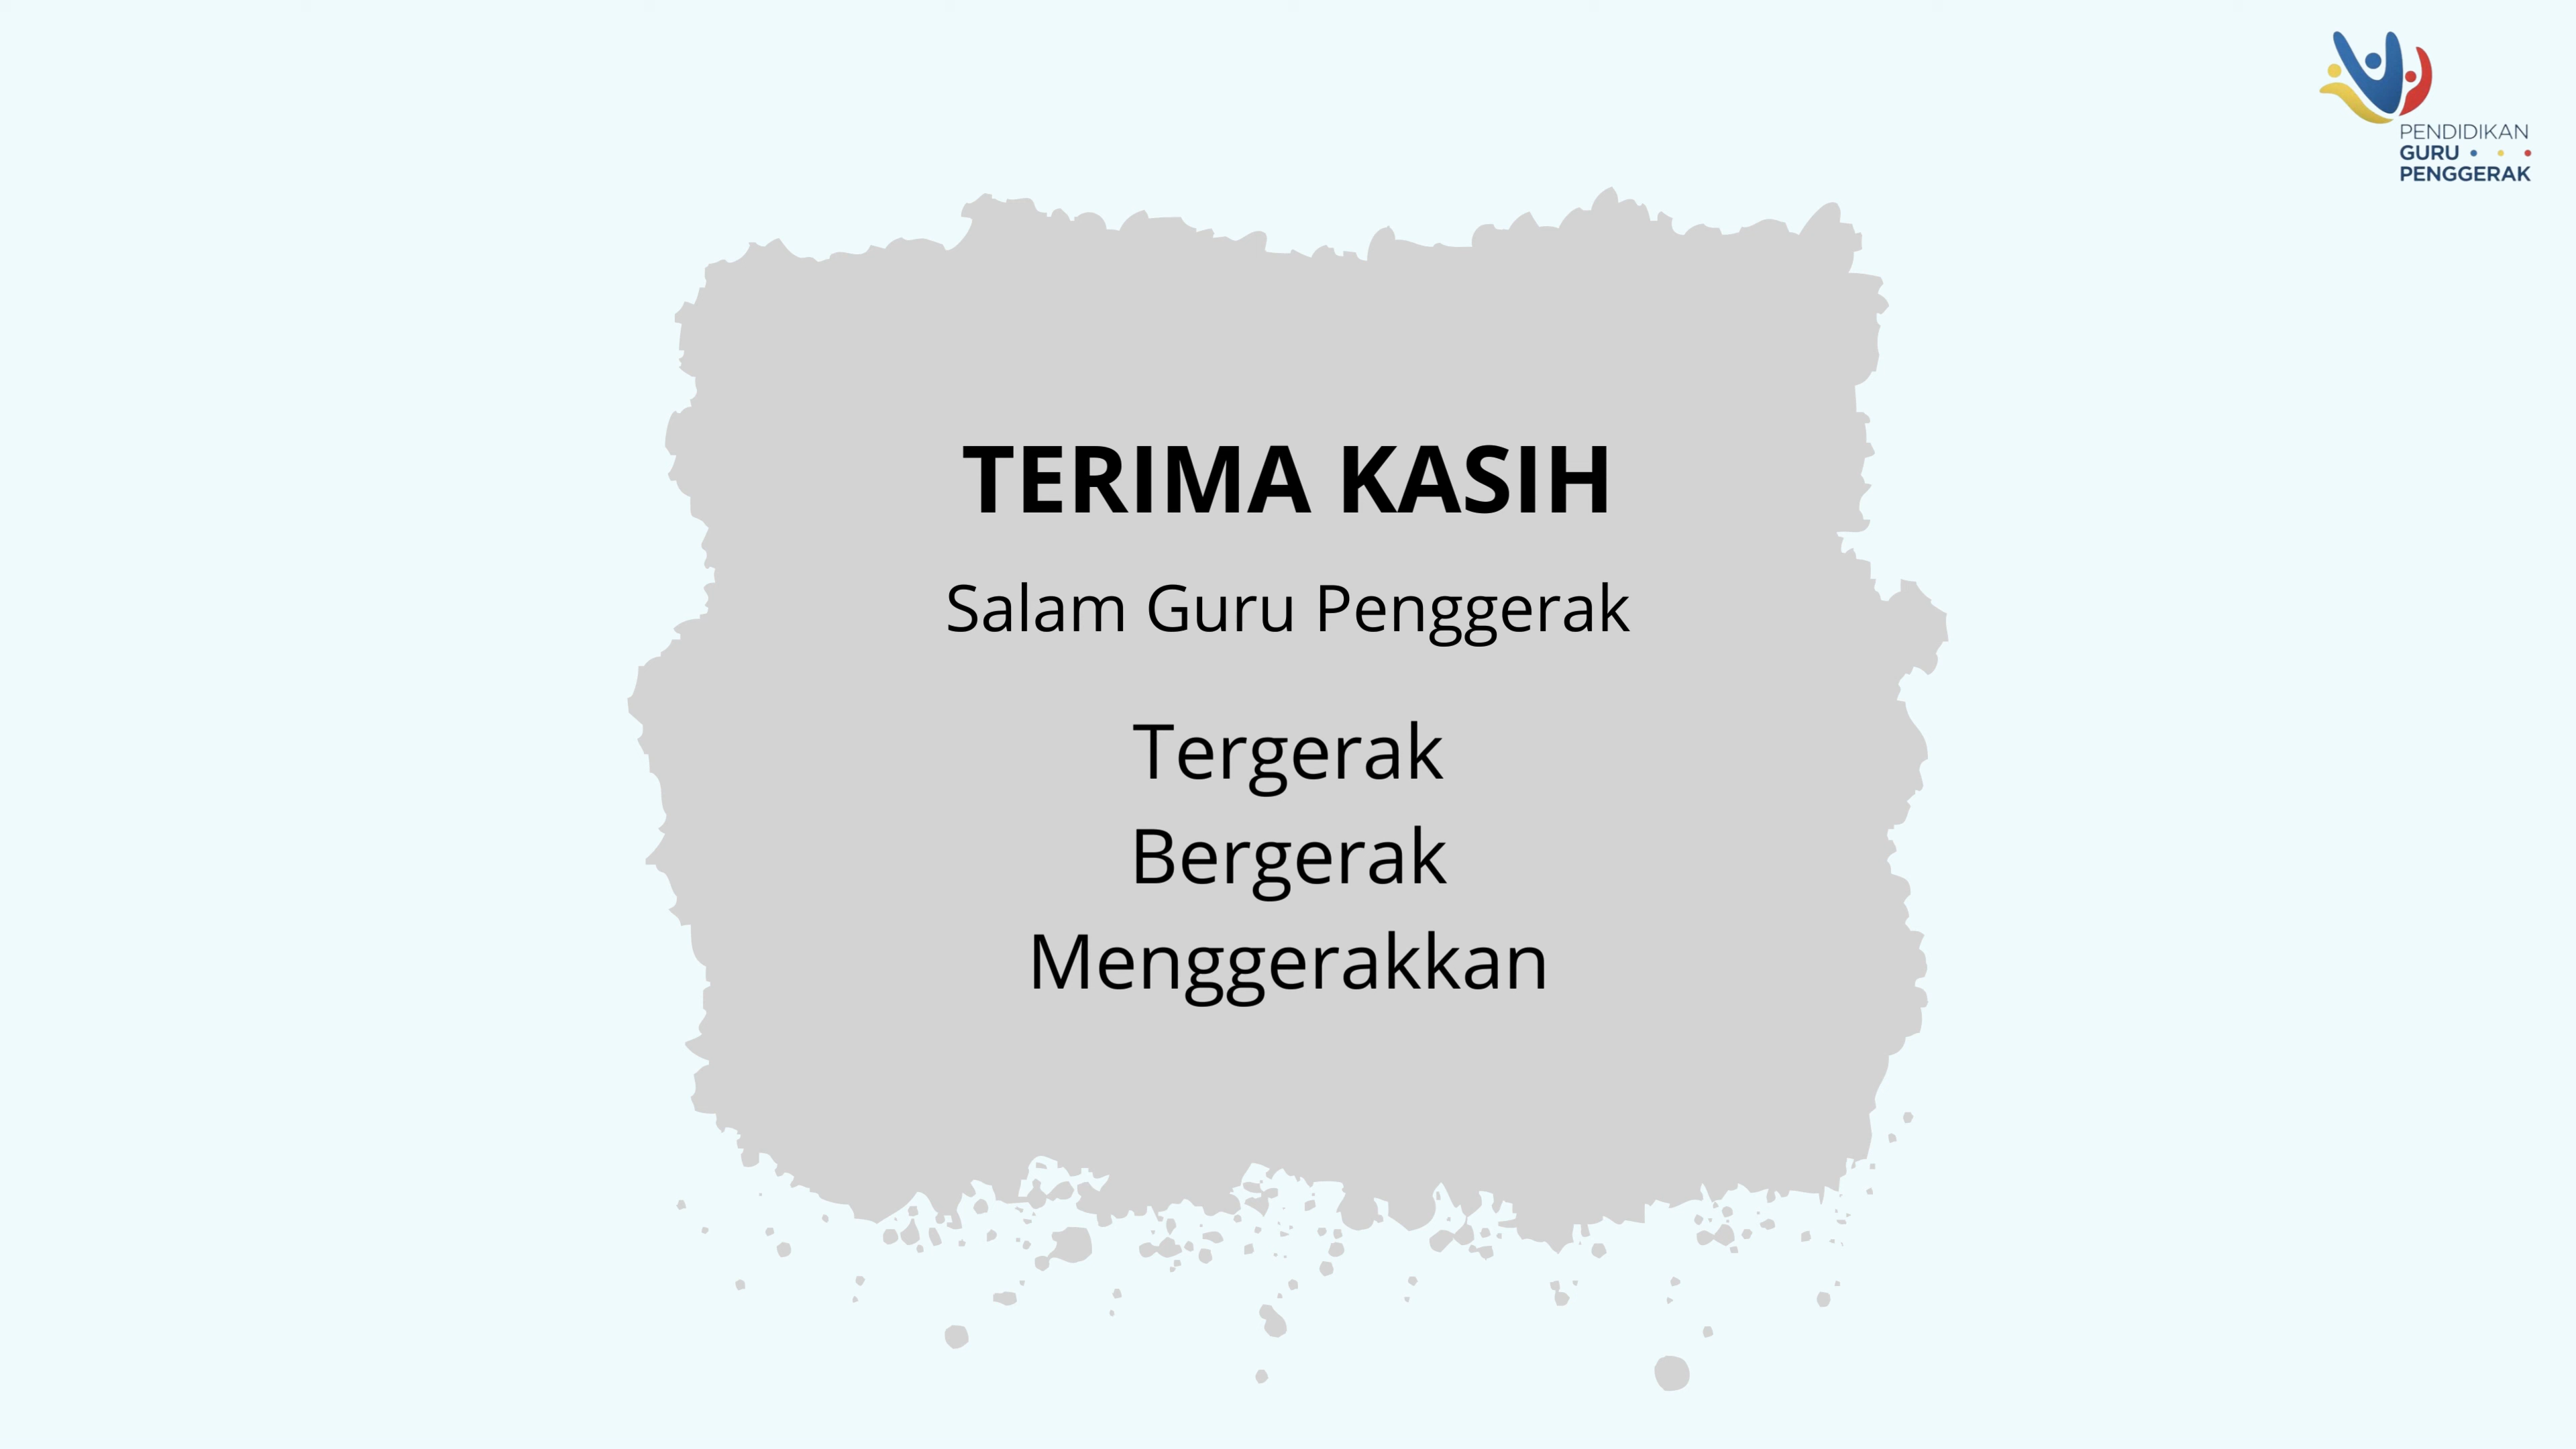 PENDIDIKAN
GURU
PENGGERAK
TERIMA KASIH
Salam Guru Penggerak
Tergerak
Bergerak
Menggerakkan